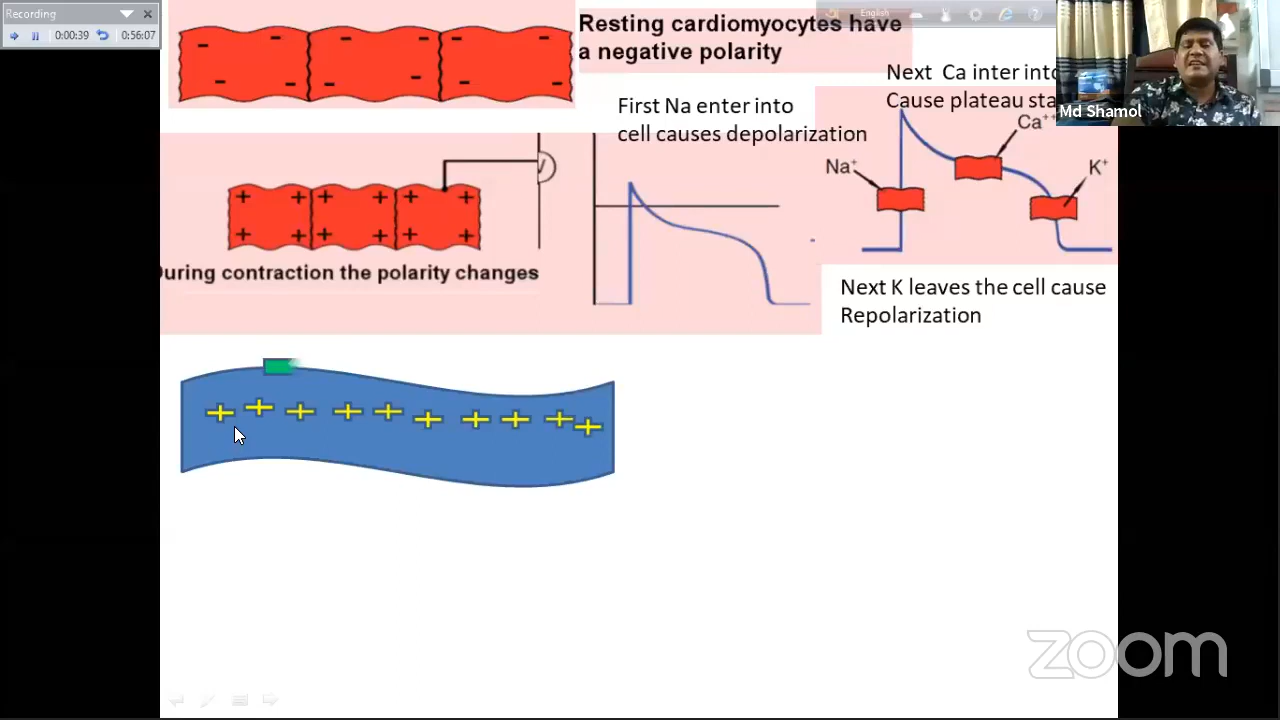 Recording
0:00:39
0:56:07
Resting cardiomyocytes have
a negative polarity
English
First Na enter into
cell causes depolarization
Next Ca inter into
Cause plateau sta
Md Shamol
Na+
Ca++
K+
V
uring contraction the polarity changes
Next K leaves the cell cause
Repolarization
zoom